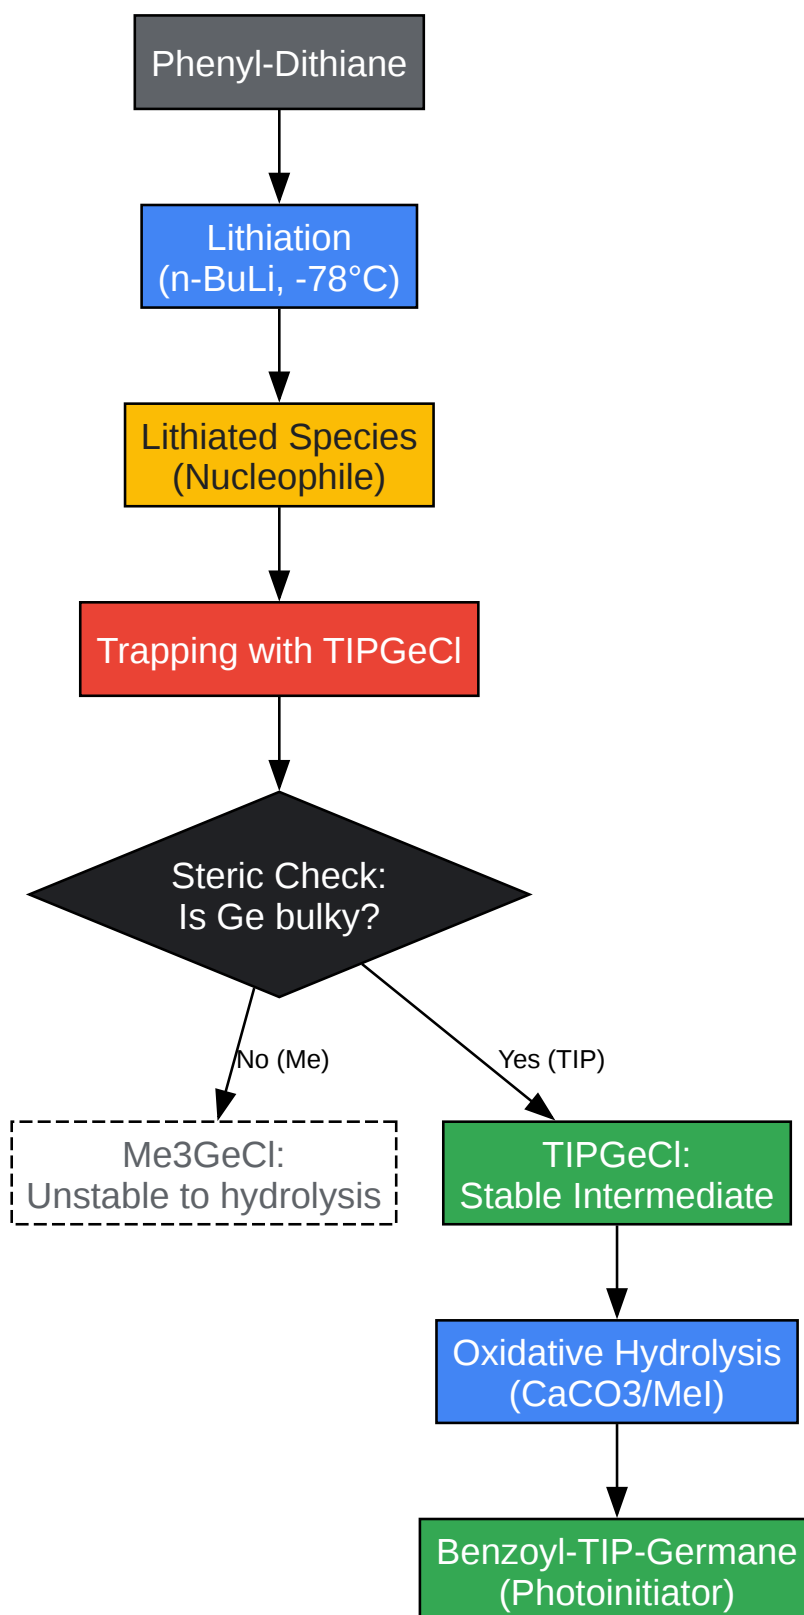 Phenyl-Dithiane
Lithiation
(n-BuLi, -78°C)
Lithiated Species
(Nucleophile)
Trapping with TIPGeCl
Steric Check:
Is Ge bulky?
No (Me)
Yes (TIP)
Me3GeCl:
Unstable to hydrolysis
TIPGeCl:
Stable Intermediate
Oxidative Hydrolysis
(CaCO3/MeI)
Benzoyl-TIP-Germane
(Photoinitiator)